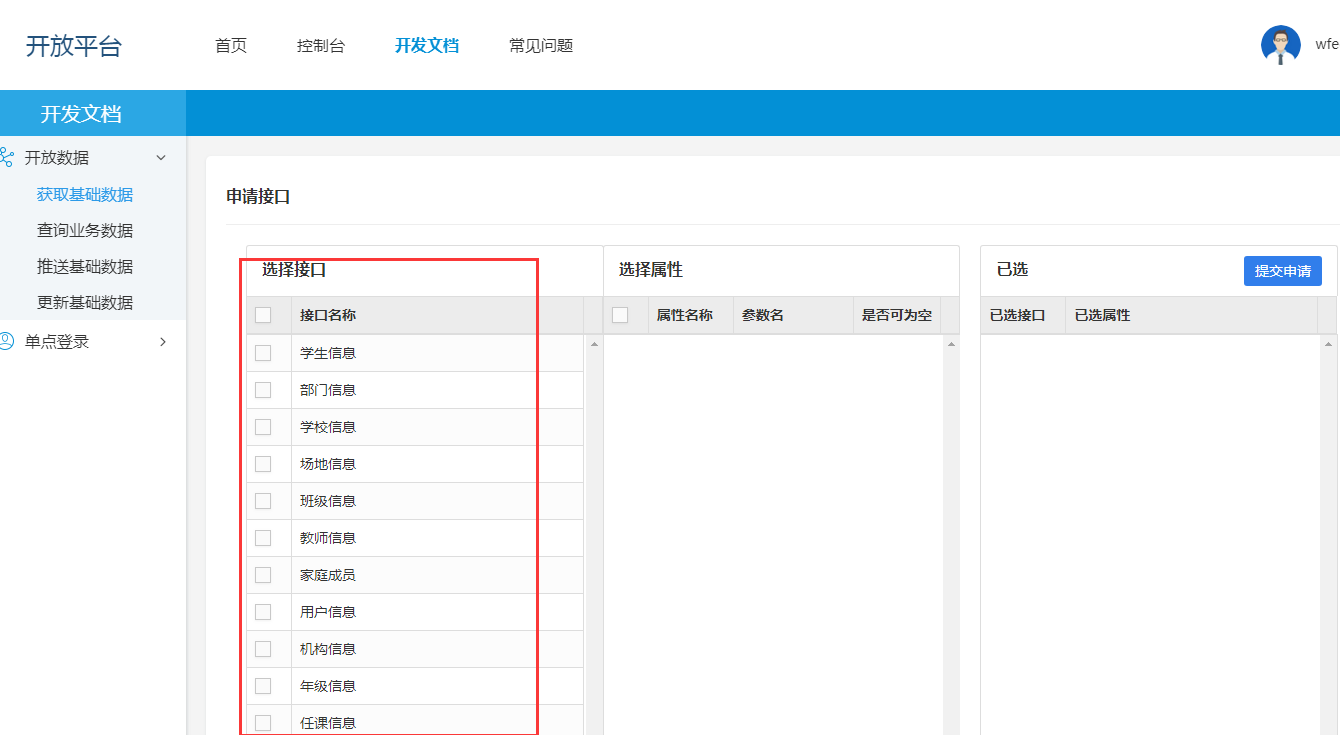 开放平台
首页
控制台
开发文档
常见问题
wfe
开发文档
开放数据
获取基础数据
查询业务数据
推送基础数据
更新基础数据
单点登录
申请接口
选择接口
接口名称
学生信息
部门信息
学校信息
场地信息
班级信息
教师信息
家庭成员
用户信息
机构信息
年级信息
任课信息
选择属性
属性名称
参数名
是否可为空
已选
提交申请
已选接口
已选属性